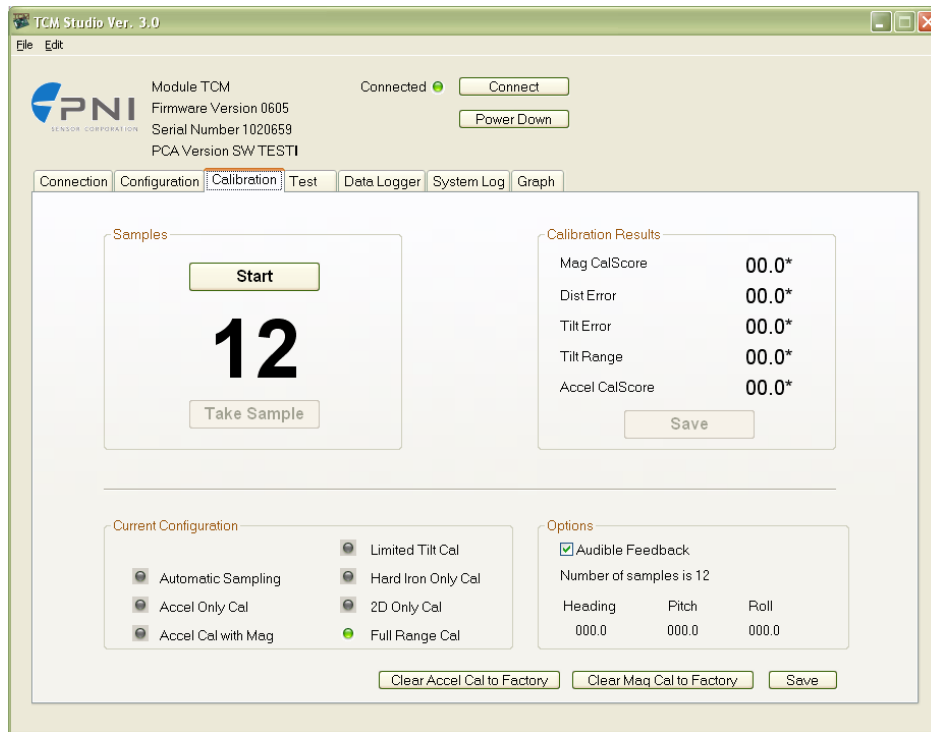 TCM Studio Ver. 3.0
File Edit
PNI
SENSOR CORPORATION
Module TCM
Firmware Version 0605
Serial Number 1020659
PCA Version SW TESTI
Connected
Connect
Power Down
Connection Configuration Calibration Test Data Logger System Log Graph
Samples
Start
12
Take Sample
Calibration Results
Mag CalScore 00.0*
Dist Error 00.0*
Tilt Error 00.0*
Tilt Range 00.0*
Accel CalScore 00.0*
Save
Current Configuration
Automatic Sampling
Accel Only Cal
Accel Cal with Mag
Limited Tilt Cal
Hard Iron Only Cal
2D Only Cal
Full Range Cal
Options
Audible Feedback
Number of samples is 12
Heading Pitch Roll
000.0 000.0 000.0
Clear Accel Cal to Factory Clear Mag Cal to Factory Save